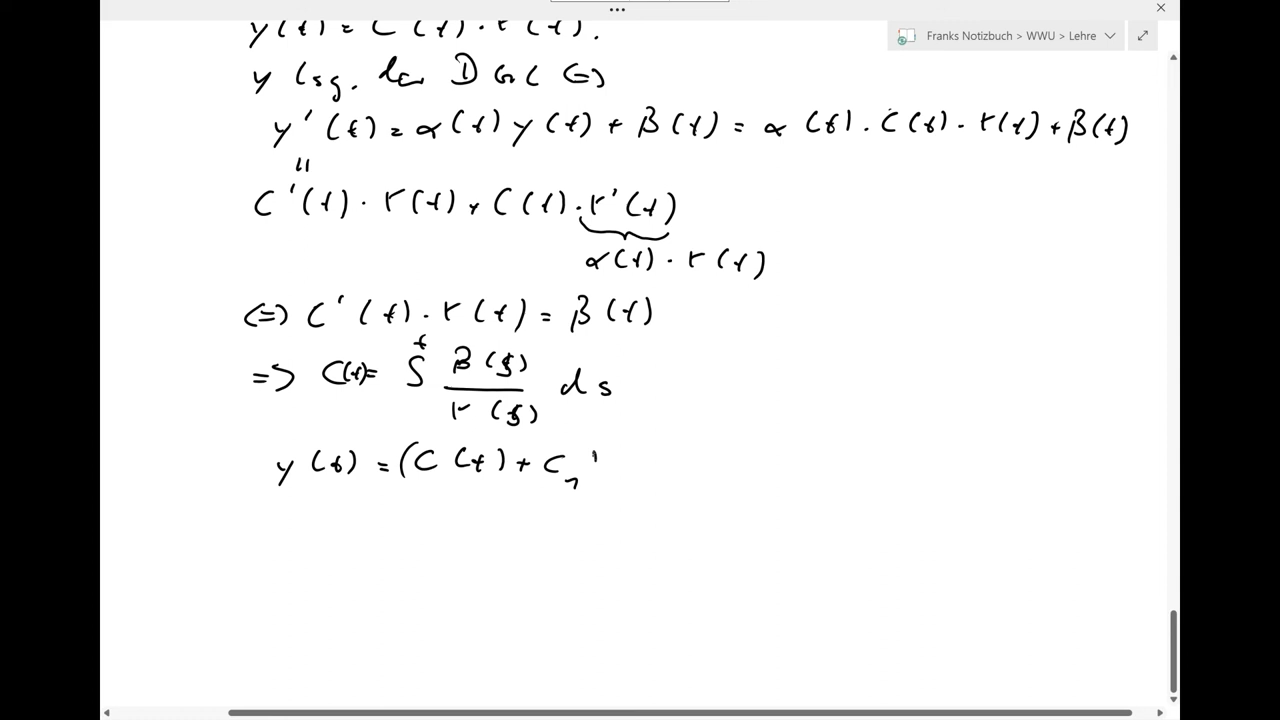 Franks Notizbuch > WWU > Lehre
y(t) = C(t) · r(t).
y Lsg. der DGL
y'(t) = α(t) y(t) + β(t) = α(t) · C(t) · r(t) + β(t)
"
C'(t) · r(t) + C(t) · r'(t)
α(t) · r(t)
<=> C'(t) · r(t) = β(t)
=> C(t) = ∫^t β(s)/r(s) ds
y(t) = (C(t) + C₁